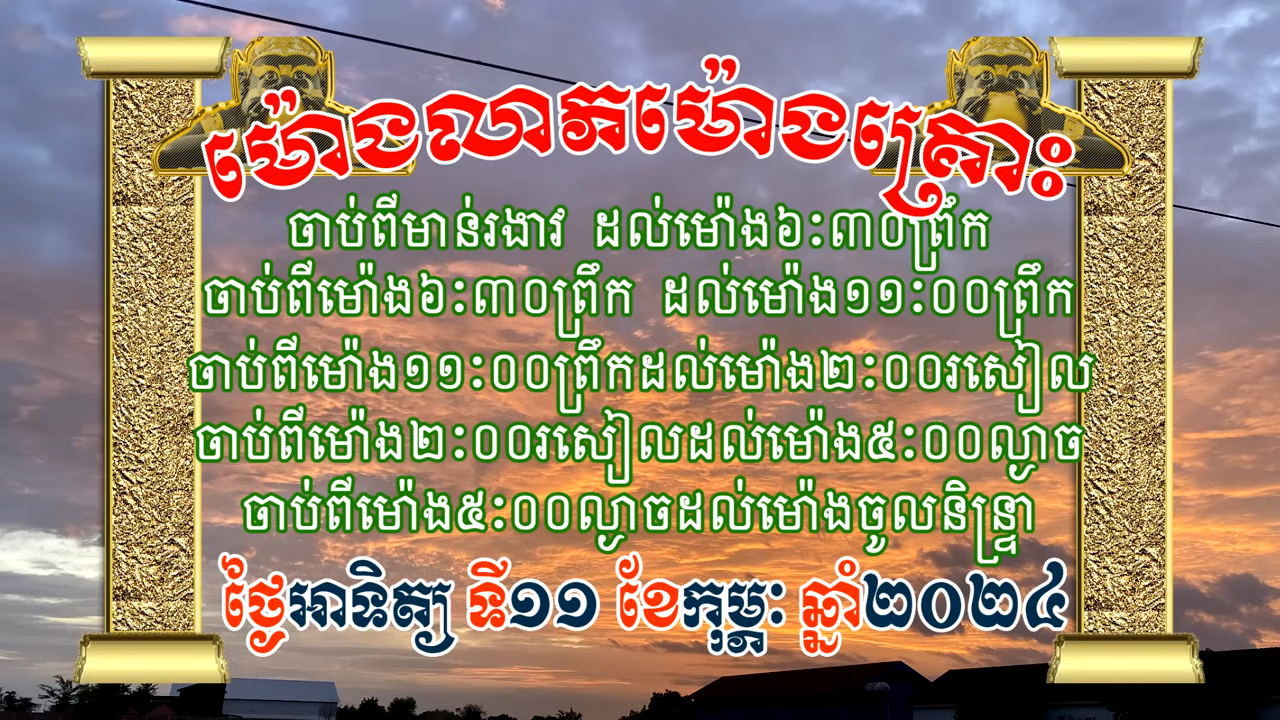 ម៉ោងលាភម៉ោងគ្រោះ
ចាប់ពីមាន់រងាវ ដល់ម៉ោង៦:៣០ព្រឹក
ចាប់ពីម៉ោង៦:៣០ព្រឹក ដល់ម៉ោង១១:០០ព្រឹក
ចាប់ពីម៉ោង១១:០០ព្រឹកដល់ម៉ោង២:០០រសៀល
ចាប់ពីម៉ោង២:០០រសៀលដល់ម៉ោង៥:០០ល្ងាច
ចាប់ពីម៉ោង៥:០០ល្ងាចដល់ម៉ោងចូលនិន្ទ្រា
ថ្ងៃអាទិត្យ ទី១១ ខែកុម្ភៈ ឆ្នាំ២០២៤